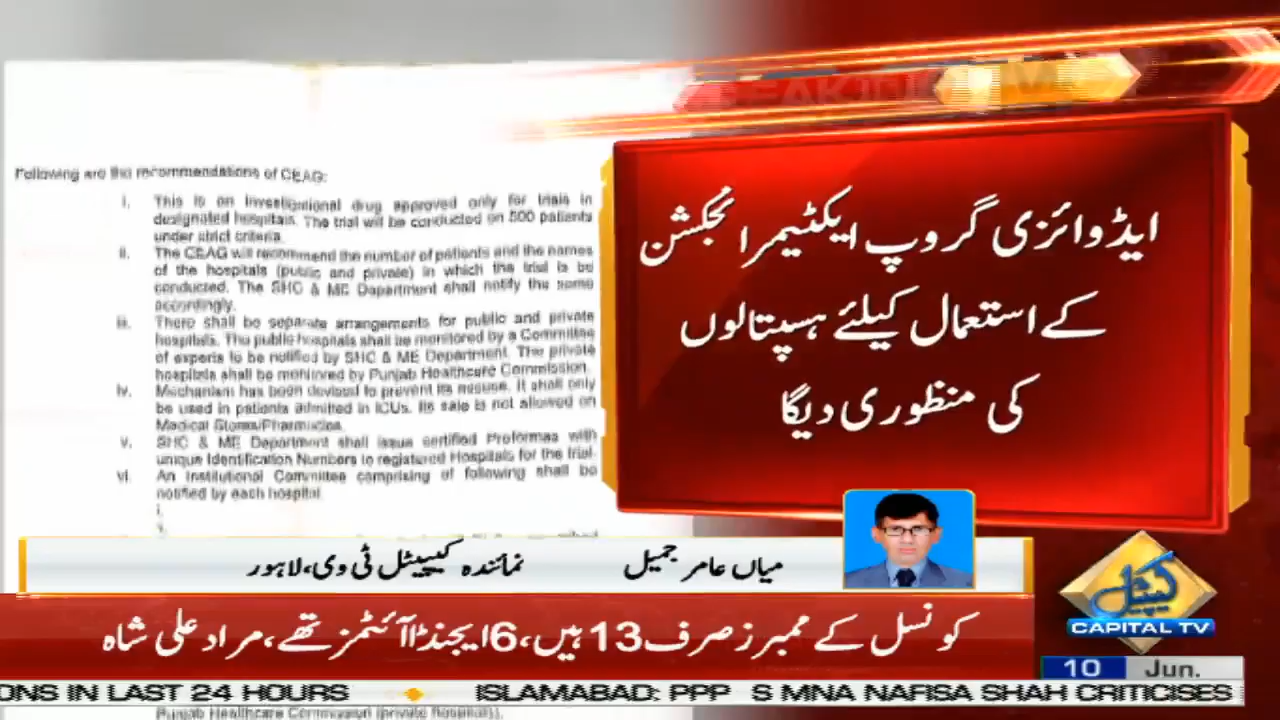 Following are the recommendations of CEAG:
i. This is an investigational drug approved only for trials in
designated hospitals. The trial will be conducted on 500 patients
under strict criteria.
ii. The CEAG will recommend the number of patients and the names
of the hospitals (public and private) in which the trial is to be
conducted. The SHC & ME Department shall notify the same
accordingly.
iii. There shall be separate arrangements for public and private
hospitals. The public hospitals shall be monitored by a Committee
of experts to be notified by SHC & ME Department. The private
hospitals shall be monitored by Punjab Healthcare Commission.
iv. Mechanism has been devised to prevent its misuse. It shall only
be used in patients admitted in ICUs. Its sale is not allowed on
Medical Stores/Pharmacies.
v. SHC & ME Department shall issue certified Proformas with
unique Identification Numbers to registered Hospitals for the trial.
vi. An Institutional Committee comprising of following shall be
notified by each hospital.
ایڈوائزی گروپ ایکٹیمرا انجکشن
کے استعمال کیلئے ہسپتالوں
کی منظوری دیگا
میاں عامر جمیل نمائندہ کیپیٹل ٹی وی، لاہور
کونسل کے ممبرز صرف 13 ہیں، 6 ایجنڈا آئٹمز تھے، مراد علی شاہ
کیپٹل
CAPITAL TV
10 Jun.
ONS IN LAST 24 HOURS ISLAMABAD: PPP S MNA NAFISA SHAH CRITICISES
Punjab Healthcare Commission (private hospital)).